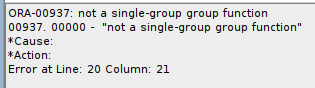 ORA-00937: not a single-group group function
00937. 00000 -  "not a single-group group function"
*Cause:
*Action:
Error at Line: 20 Column: 21